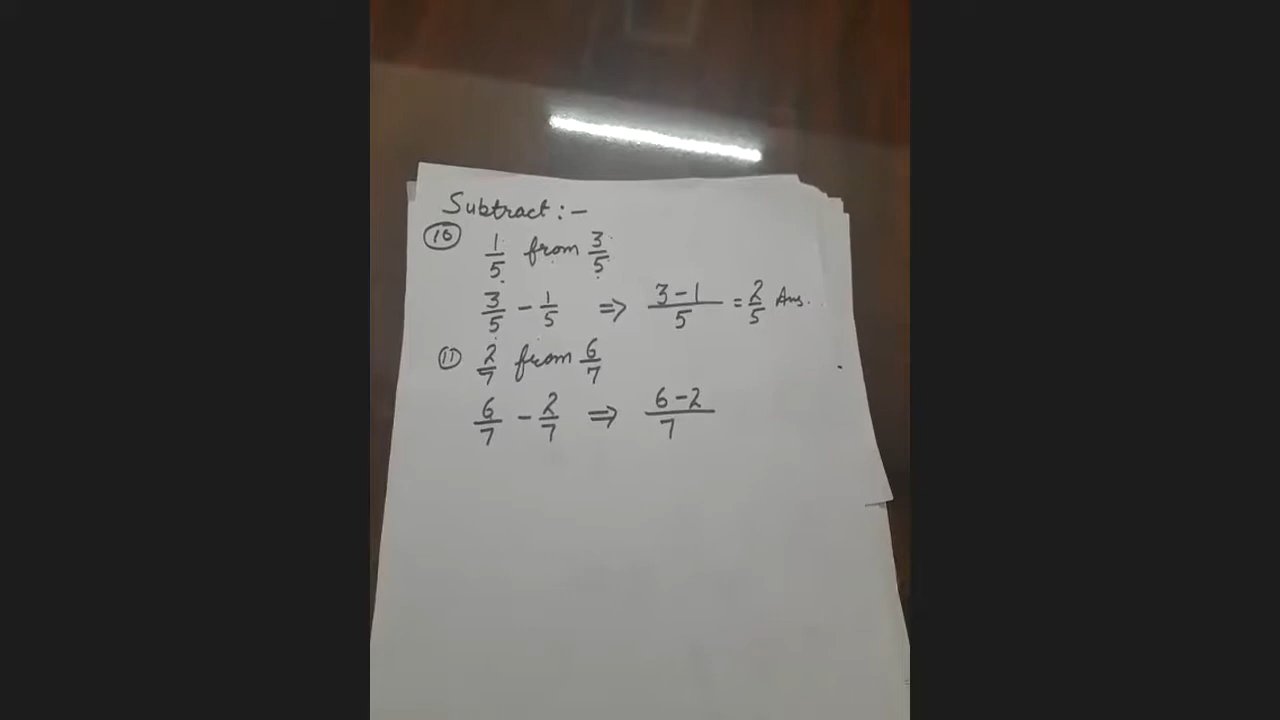 Subtract:-
(10)
1/5 from 3/5
3/5 - 1/5 ⇒ 3-1/5 = 2/5 Ans.
(11) 2/7 from 6/7
6/7 - 2/7 ⇒ 6-2/7